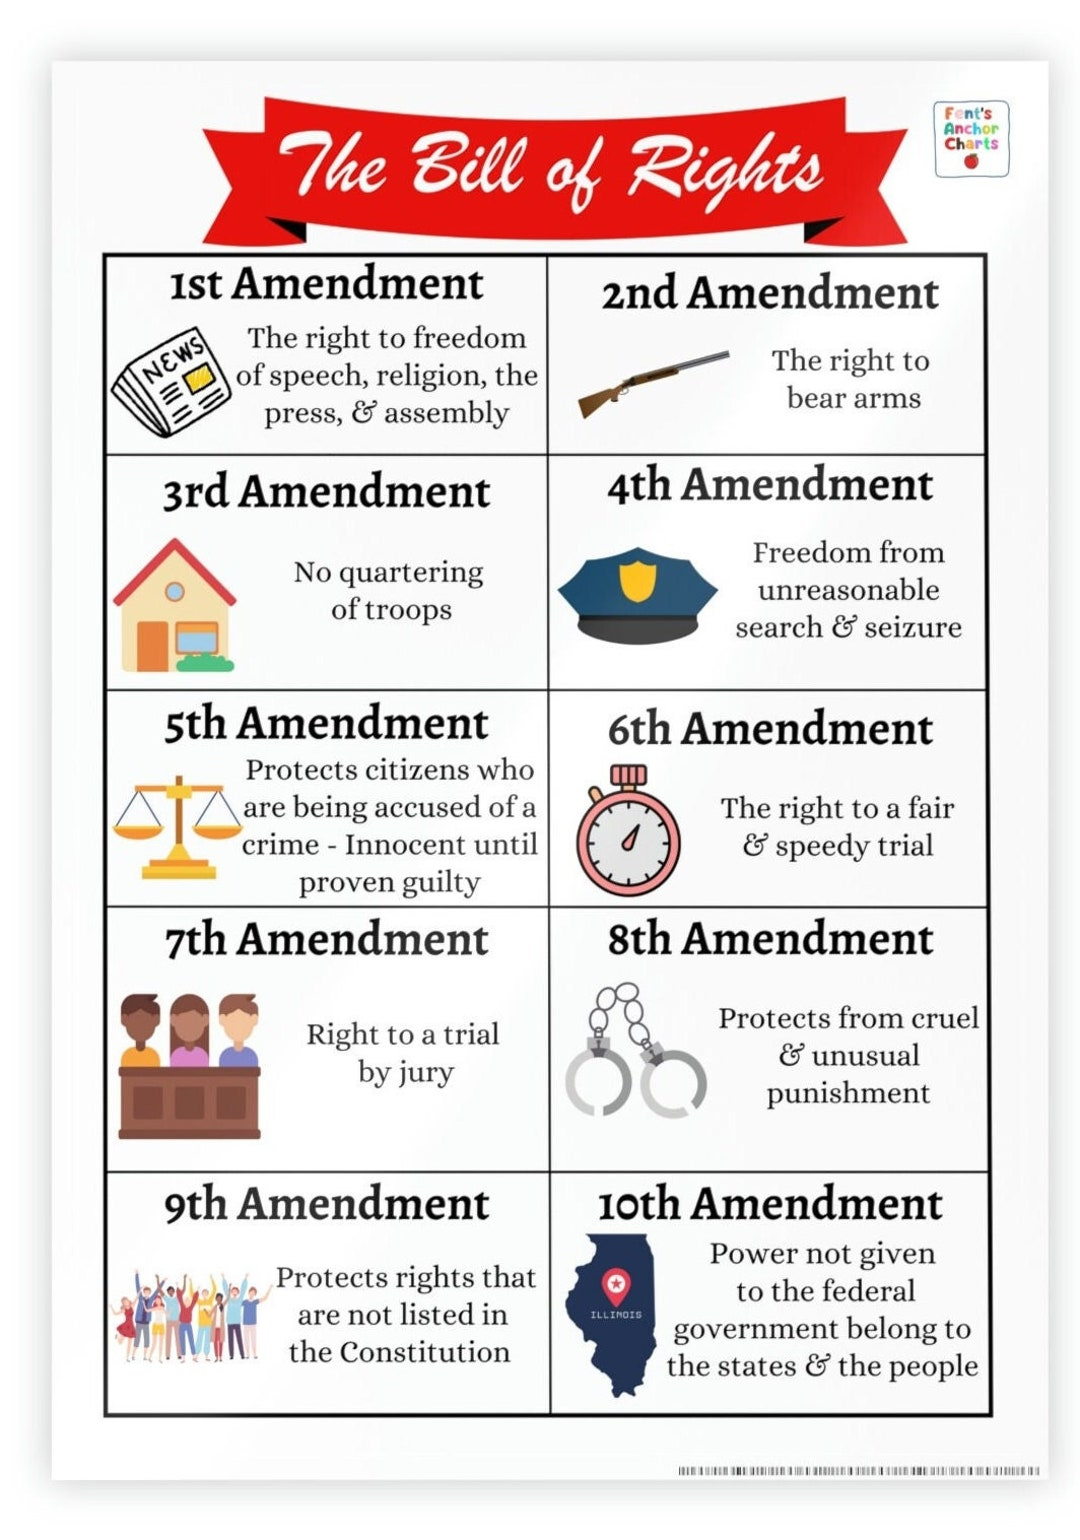 The Bill of Rights
Fent's
Anchor
Charts
1st Amendment
NEWS
The right to freedom
of speech, religion, the
press, & assembly
2nd Amendment
The right to
bear arms
3rd Amendment
No quartering
of troops
4th Amendment
Freedom from
unreasonable
search & seizure
5th Amendment
Protects citizens who
are being accused of a
crime - Innocent until
proven guilty
6th Amendment
The right to a fair
& speedy trial
7th Amendment
Right to a trial
by jury
8th Amendment
Protects from cruel
& unusual
punishment
9th Amendment
Protects rights that
are not listed in
the Constitution
10th Amendment
ILLINOIS
Power not given
to the federal
government belong to
the states & the people